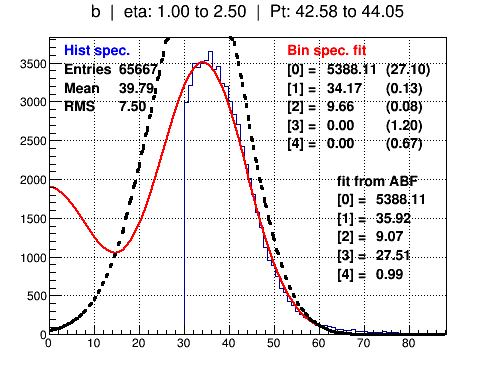 b | eta: 1.00 to 2.50 | Pt: 42.58 to 44.05
Hist spec.
Entries 65667
Mean 39.79
RMS 7.50
Bin spec. fit
[0] = 5388.11 (27.10)
[1] = 34.17 (0.13)
[2] = 9.66 (0.08)
[3] = 0.00 (1.20)
[4] = 0.00 (0.67)
fit from ABF
[0] = 5388.11
[1] = 35.92
[2] = 9.07
[3] = 27.51
[4] = 0.99
3500
3000
2500
2000
1500
1000
500
0
0 10 20 30 40 50 60 70 80